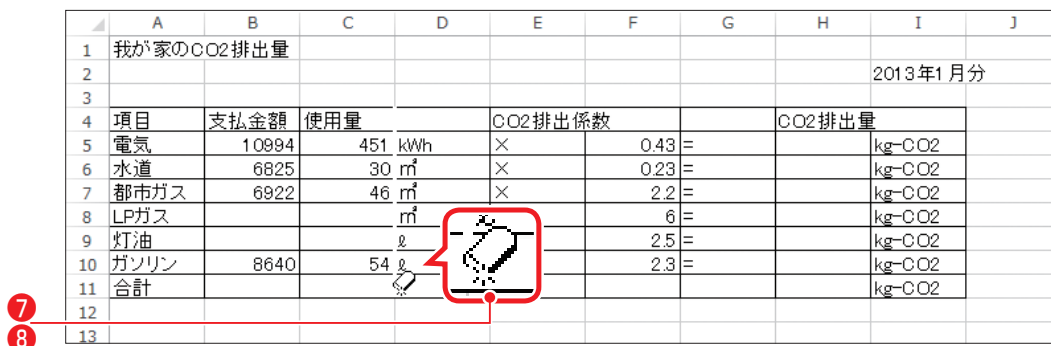 A B C D E F G H I J
1 我が家のCO2排出量
2 2013年1月分
3
4 項目 支払金額 使用量 CO2排出係数 CO2排出量
5 電気 10994 451 kWh × 0.43 = kg-CO2
6 水道 6825 30 ㎥ × 0.23 = kg-CO2
7 都市ガス 6922 46 ㎥ × 2.2 = kg-CO2
8 LPガス ㎥ 6 = kg-CO2
9 灯油 ℓ 2.5 = kg-CO2
10 ガソリン 8640 54 ℓ 2.3 = kg-CO2
11 合計 kg-CO2
❼ 12
❽ 13